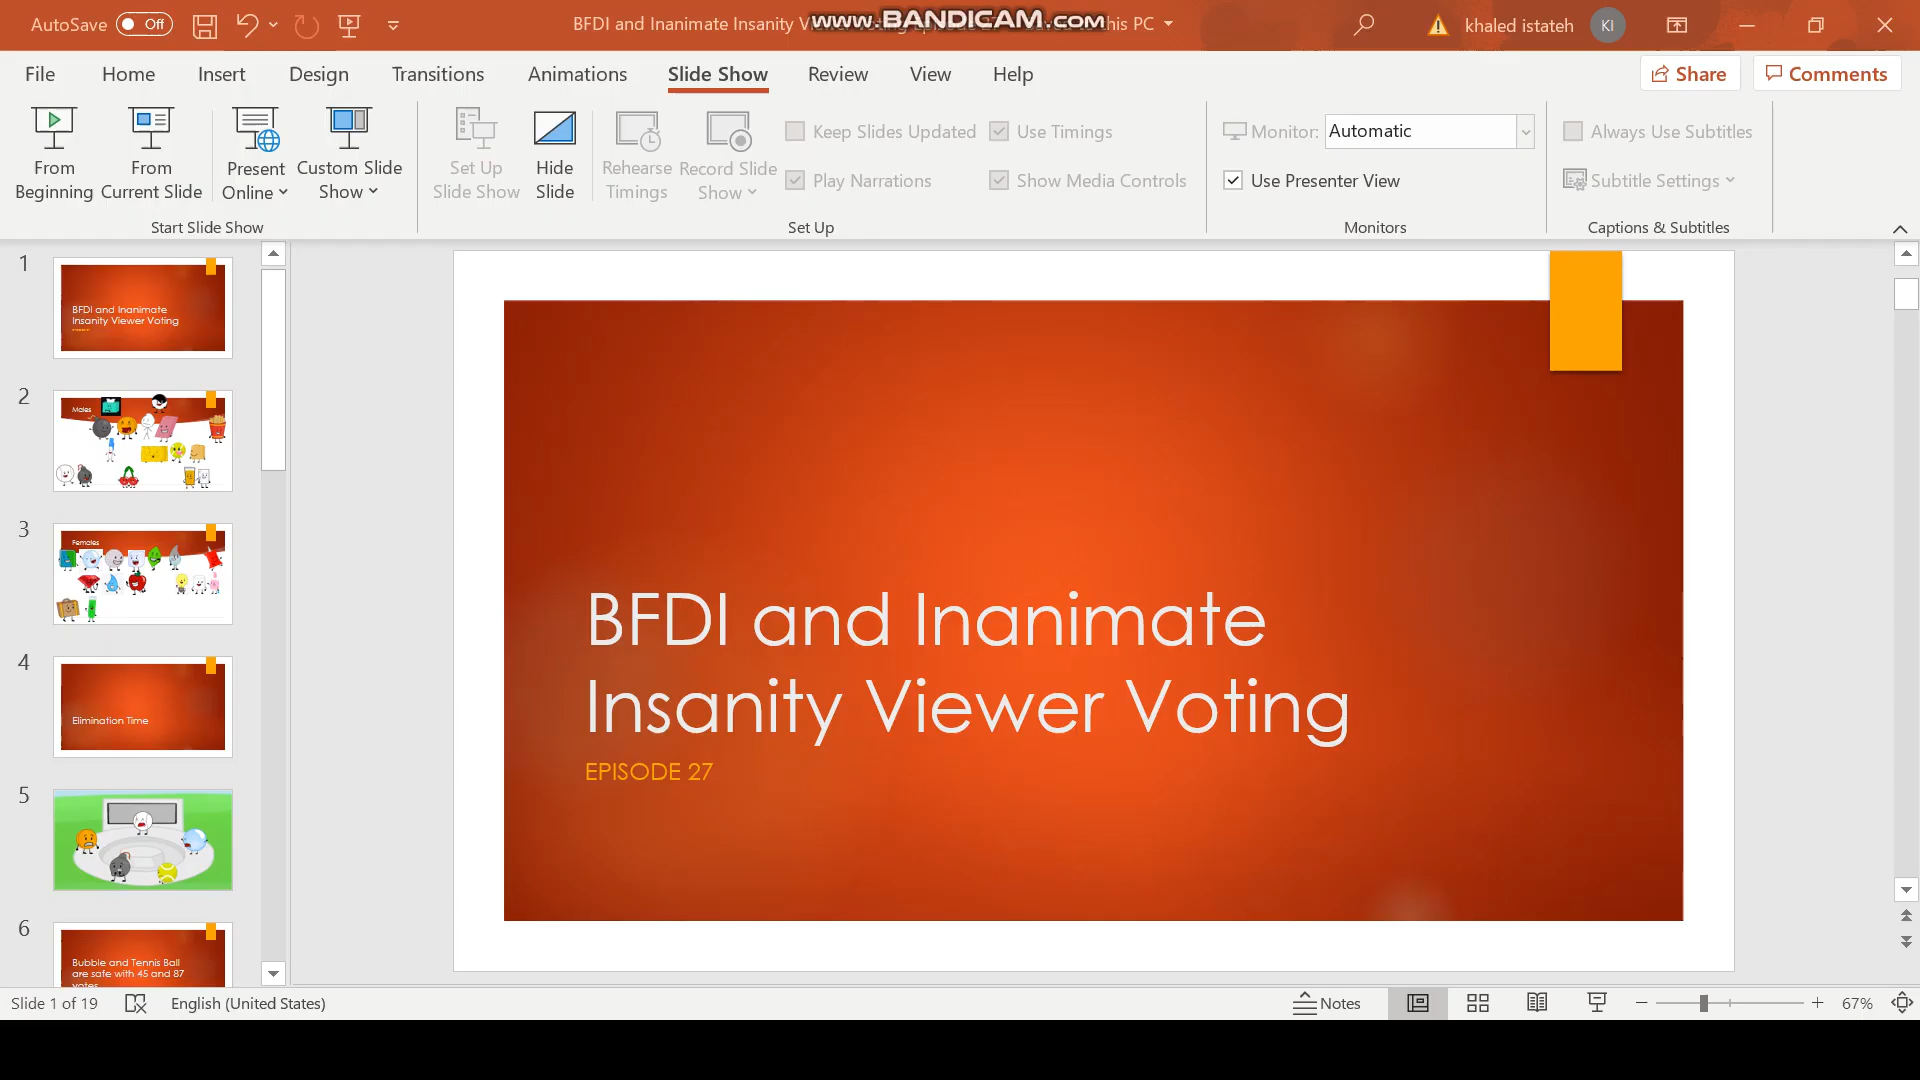 AutoSave Off
BFDI and Inanimate Insanity V
www.BANDICAM.com
his PC
khaled istateh
KI
File Home Insert Design Transitions Animations Slide Show Review View Help
Share
Comments
From Beginning
From Current Slide
Present Online
Custom Slide Show
Set Up Slide Show
Hide Slide
Rehearse Timings
Record Slide Show
Keep Slides Updated
Play Narrations
Use Timings
Show Media Controls
Monitor: Automatic
Use Presenter View
Always Use Subtitles
Subtitle Settings
Start Slide Show
Set Up
Monitors
Captions & Subtitles
1
BFDI and Inanimate
Insanity Viewer Voting
2
Males
3
Females
4
Elimination Time
5
6
Bubble and Tennis Ball
are safe with 45 and 87
votes
BFDI and Inanimate
Insanity Viewer Voting
EPISODE 27
Slide 1 of 19
English (United States)
Notes
67%